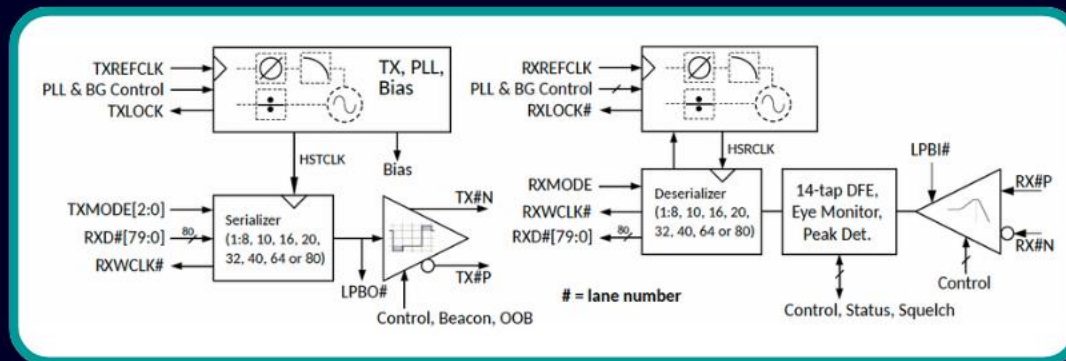 TXREFCLK
PLL & BG Control
TXLOCK
TX, PLL,
Bias
HSTCLK
Bias
TXMODE[2:0]
RXD#[79:0]
80
RXWCLK#
Serializer
(1:8, 10, 16, 20,
32, 40, 64 or 80)
LPBO#
TX#N
TX#P
Control, Beacon, OOB
RXREFCLK
PLL & BG Control
RXLOCK#
HSRCLK
RXMODE
RXWCLK#
RXD#[79:0]
80
Deserializer
(1:8, 10, 16, 20,
32, 40, 64 or 80)
14-tap DFE,
Eye Monitor,
Peak Det.
LPBI#
RX#P
RX#N
Control
Control, Status, Squelch
# = lane number